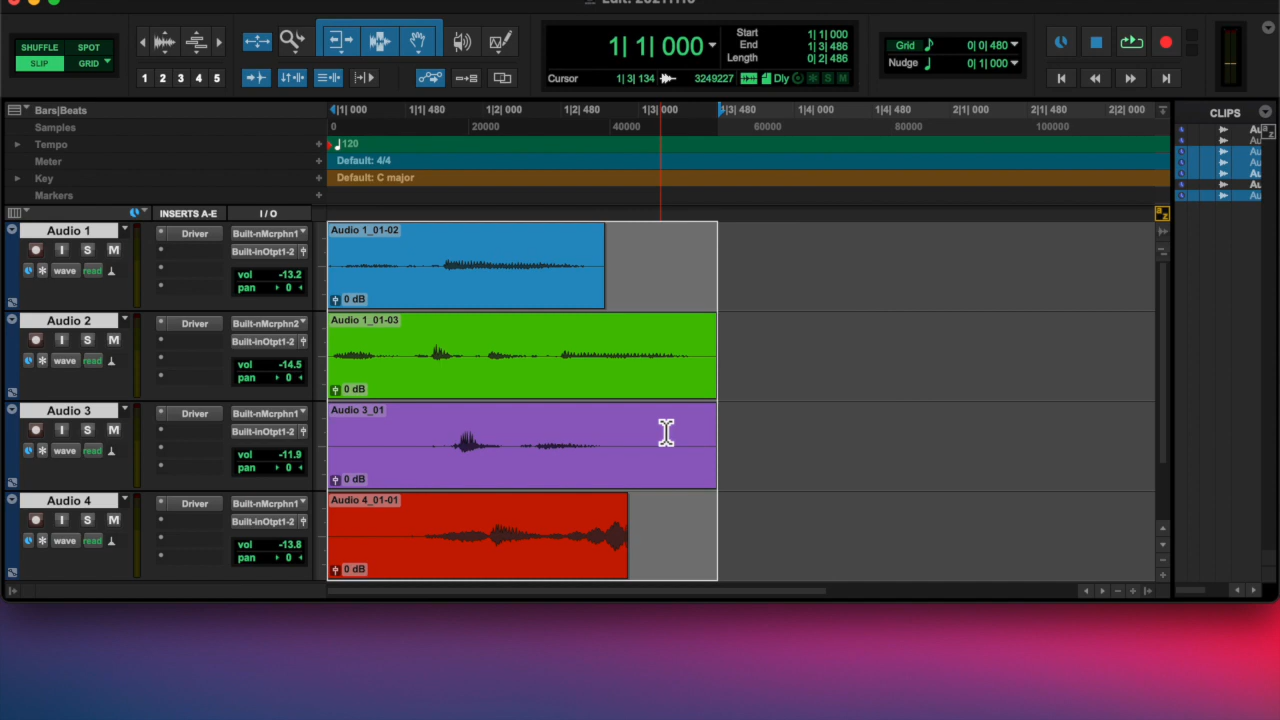 SHUFFLE SPOT
SLIP GRID
1 2 3 4 5
1| 1| 000
Start 1| 1| 000
End 1| 3| 486
Length 0| 2| 486
Cursor 1| 3| 134 3249227 Dly S M
Grid 0| 0| 480
Nudge 0| 1| 000
Bars|Beats 1|1| 000 1|1| 480 1|2| 000 1|2| 480 1|3| 000 1|3| 480 1|4| 000 1|4| 480 2|1| 000 2|1| 480 2|2| 000
Samples 0 20000 40000 60000 80000 100000
Tempo 120
Meter Default: 4/4
Key Default: C major
Markers
CLIPS
INSERTS A-E I / O
Audio 1
I S M
wave read
Driver
Built-nMcrphn1
Built-inOtpt1-2
vol -13.2
pan 0
Audio 1_01-02
0 dB
Audio 2
I S M
wave read
Driver
Built-nMcrphn2
Built-inOtpt1-2
vol -14.5
pan 0
Audio 1_01-03
0 dB
Audio 3
I S M
wave read
Driver
Built-nMcrphn1
Built-inOtpt1-2
vol -11.9
pan 0
Audio 3_01
0 dB
Audio 4
I S M
wave read
Driver
Built-nMcrphn1
Built-inOtpt1-2
vol -13.8
pan 0
Audio 4_01-01
0 dB